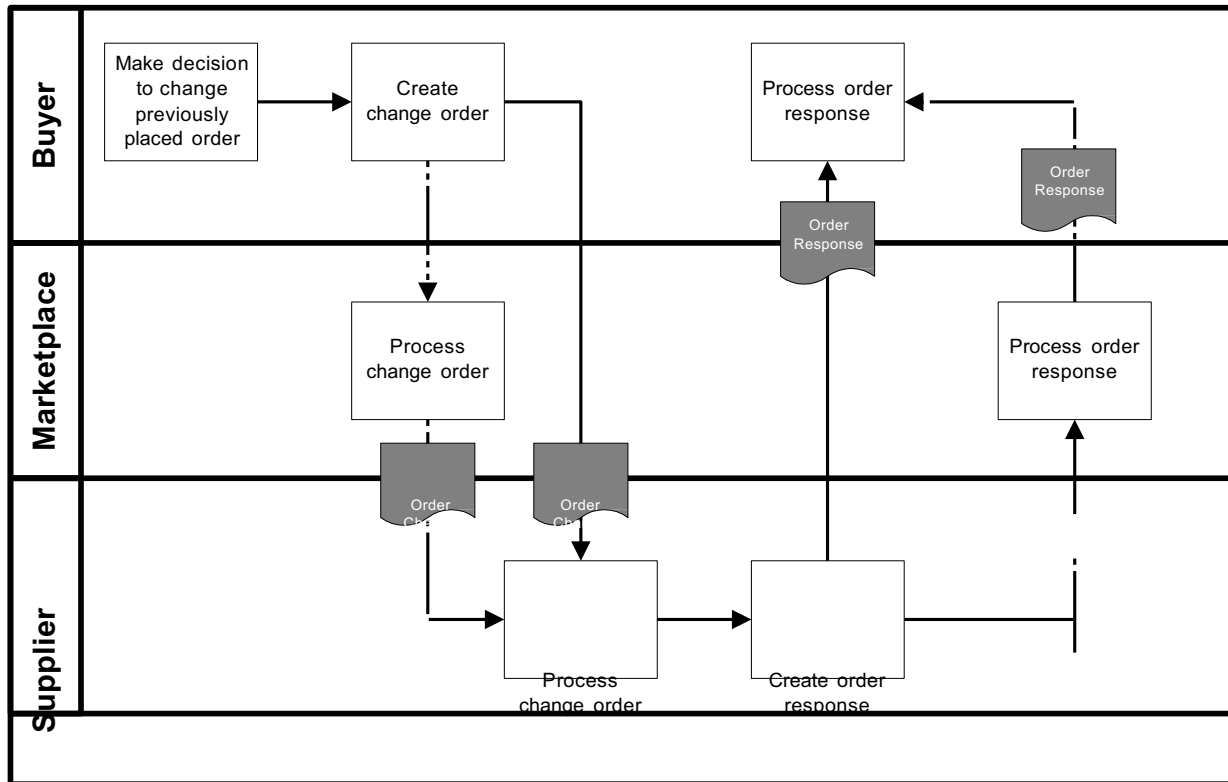 Buyer
Make decision
to change
previously
placed order
Create
change order
Process order
response
Order
Response
Order
Response
Marketplace
Process
change order
Process order
response
Order
Order
Supplier
Process
change order
Create order
response